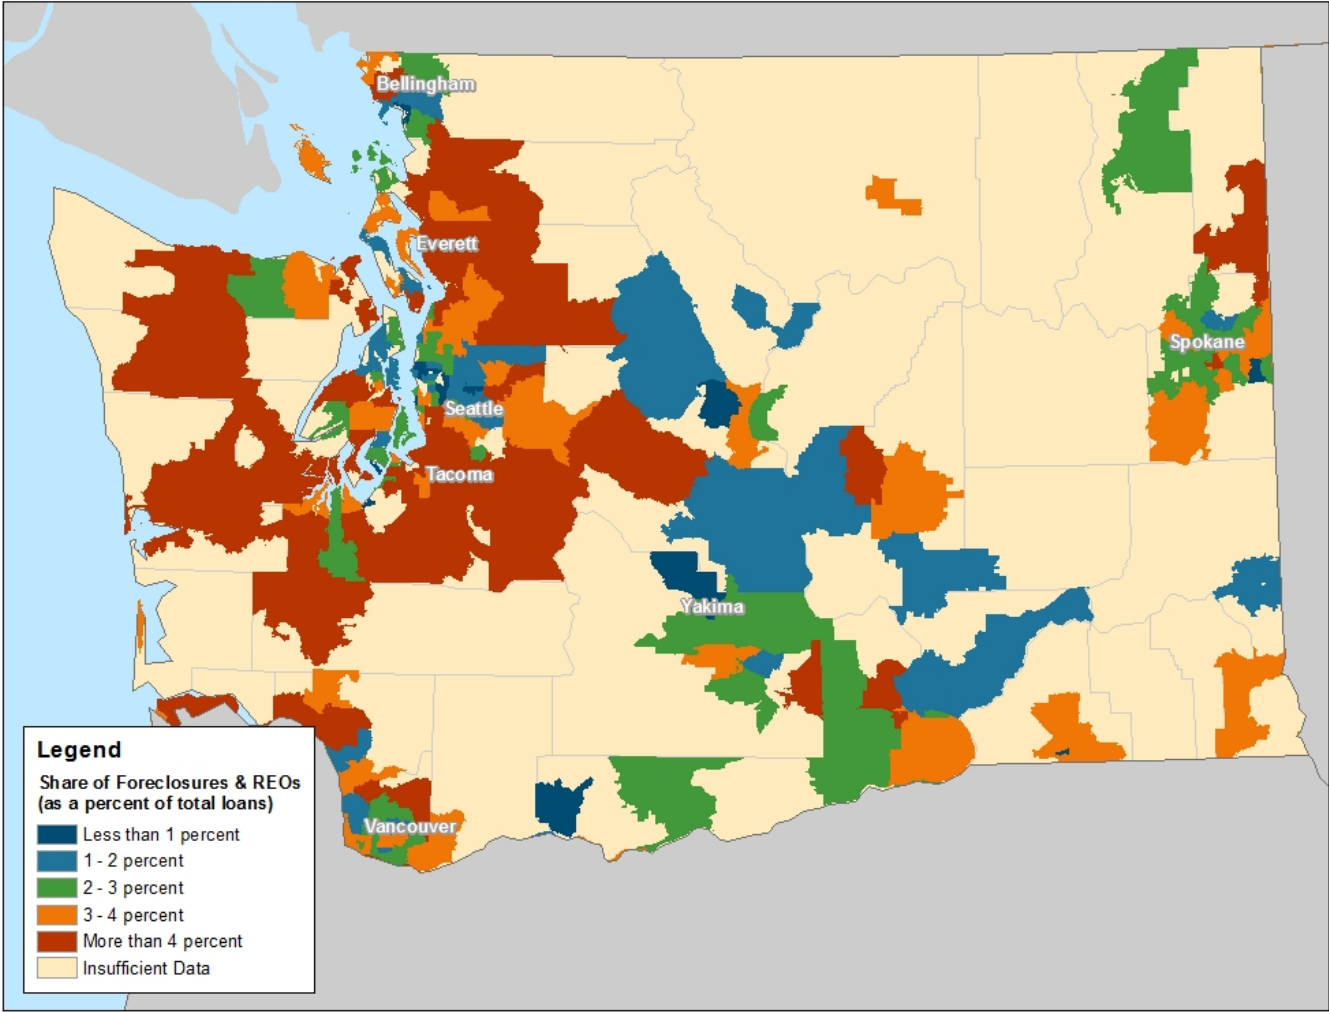 Bellingham
Everett
Spokane
Seattle
Tacoma
Yakima
Vancouver
Legend
Share of Foreclosures & REOs
(as a percent of total loans)
Less than 1 percent
1 - 2 percent
2 - 3 percent
3 - 4 percent
More than 4 percent
Insufficient Data